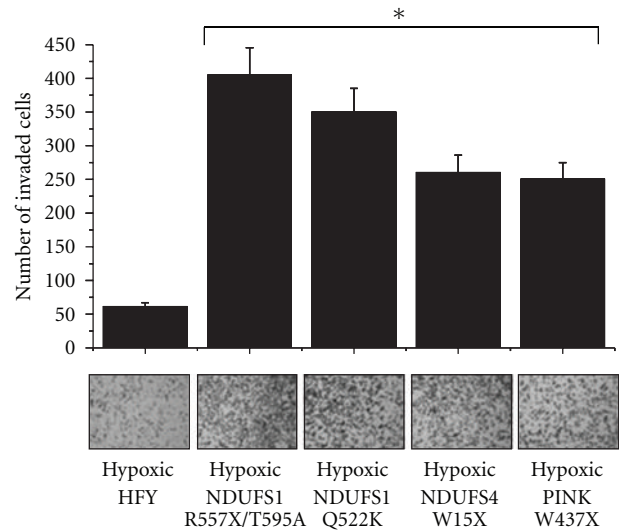 *
450
400
350
300
250
200
150
100
50
0
Number of invaded cells
Hypoxic
HFY
Hypoxic
NDUFS1
R557X/T595A
Hypoxic
NDUFS1
Q522K
Hypoxic
NDUFS4
W15X
Hypoxic
PINK
W437X